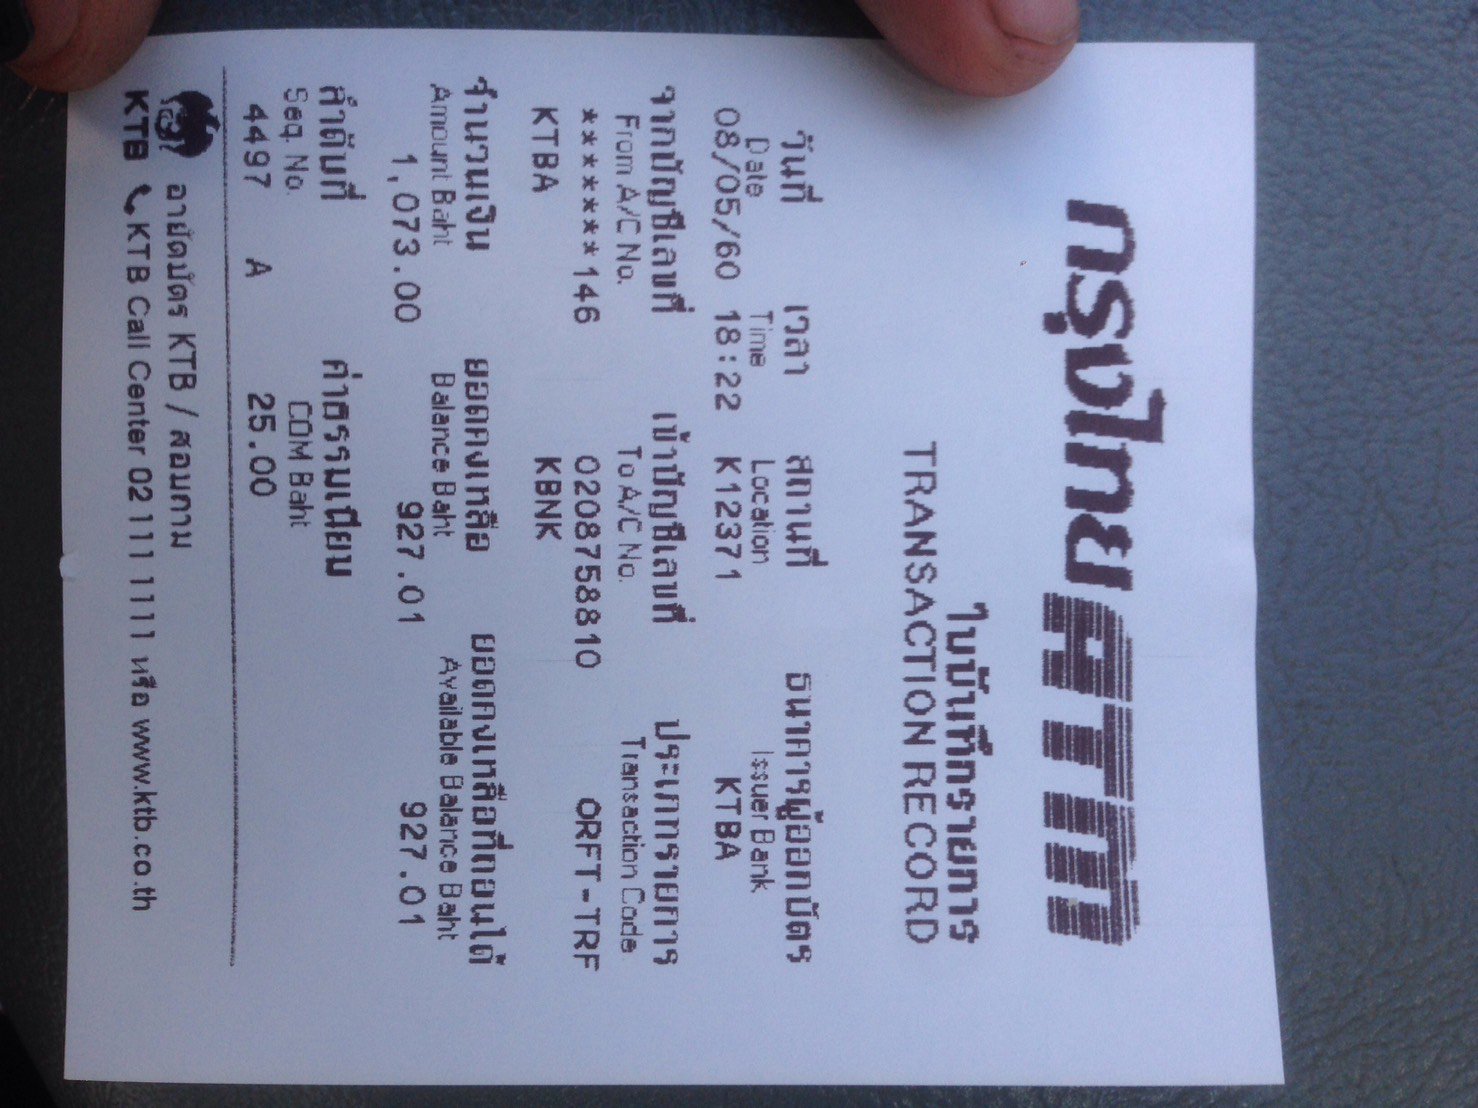 กรุงไทย ATM
ใบบันทึกรายการ
TRANSACTION RECORD
วันที่ เวลา สถานที่ ธนาคารผู้ออกบัตร
Date Time Location Issuer Bank
08/05/60 18:22 K12371 KTBA
จากบัญชีเลขที่ เข้าบัญชีเลขที่ ประเภทรายการ
From A/C No. To A/C No. Transaction Code
*******146 0208758810 ORFT-TRF
KTBA KBNK
จำนวนเงิน ยอดคงเหลือ ยอดคงเหลือที่ถอนได้
Amount Baht Balance Baht Available Balance Baht
1,073.00 927.01 927.01
ลำดับที่ ค่าธรรมเนียม
Seq. No. COM Baht
4497 A 25.00
อายัดบัตร KTB / สอบถาม
KTB KTB Call Center 02 111 1111 หรือ www.ktb.co.th